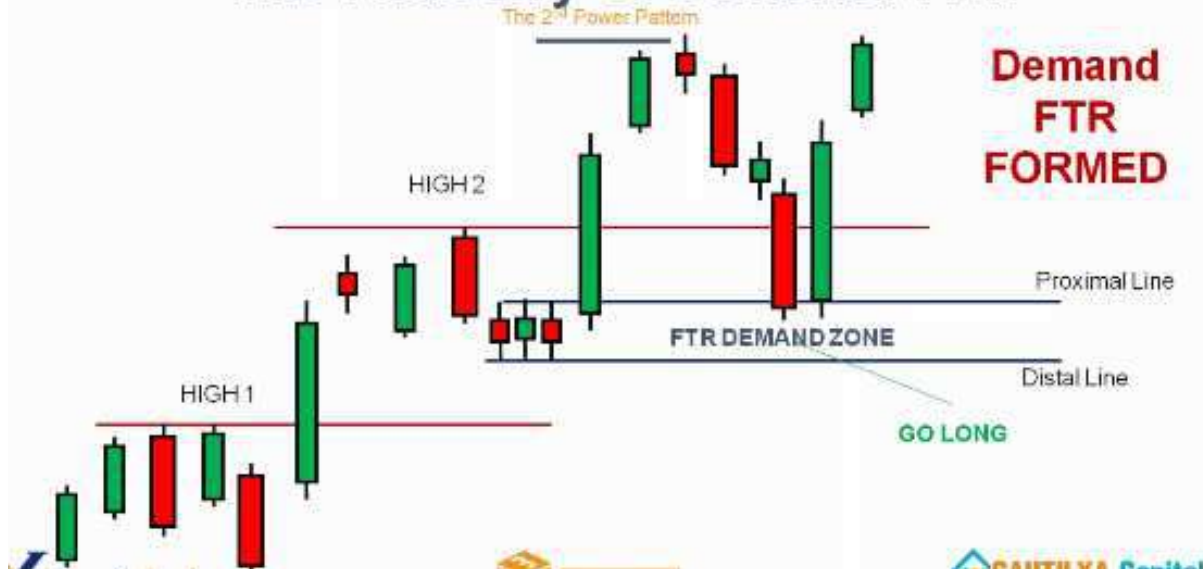 The 2nd Power Pattern
Demand
FTR
FORMED
HIGH 2
Proximal Line
FTR DEMAND ZONE
Distal Line
HIGH 1
GO LONG